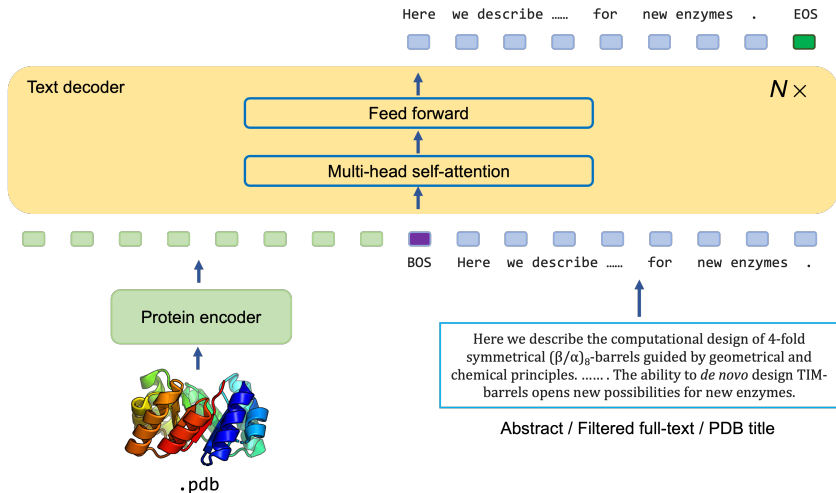 Here we describe …… for new enzymes . EOS
Text decoder
N ×
Feed forward
Multi-head self-attention
BOS Here we describe …… for new enzymes .
Protein encoder
Here we describe the computational design of 4-fold
symmetrical (β/α)₈-barrels guided by geometrical and
chemical principles. ……. The ability to de novo design TIM-
barrels opens new possibilities for new enzymes.
Abstract / Filtered full-text / PDB title
.pdb